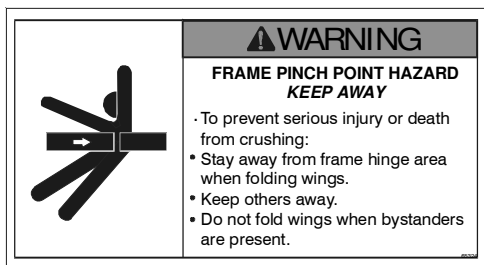 WARNING
FRAME PINCH POINT HAZARD
KEEP AWAY
· To prevent serious injury or death
from crushing:
• Stay away from frame hinge area
when folding wings.
• Keep others away.
• Do not fold wings when bystanders
are present.